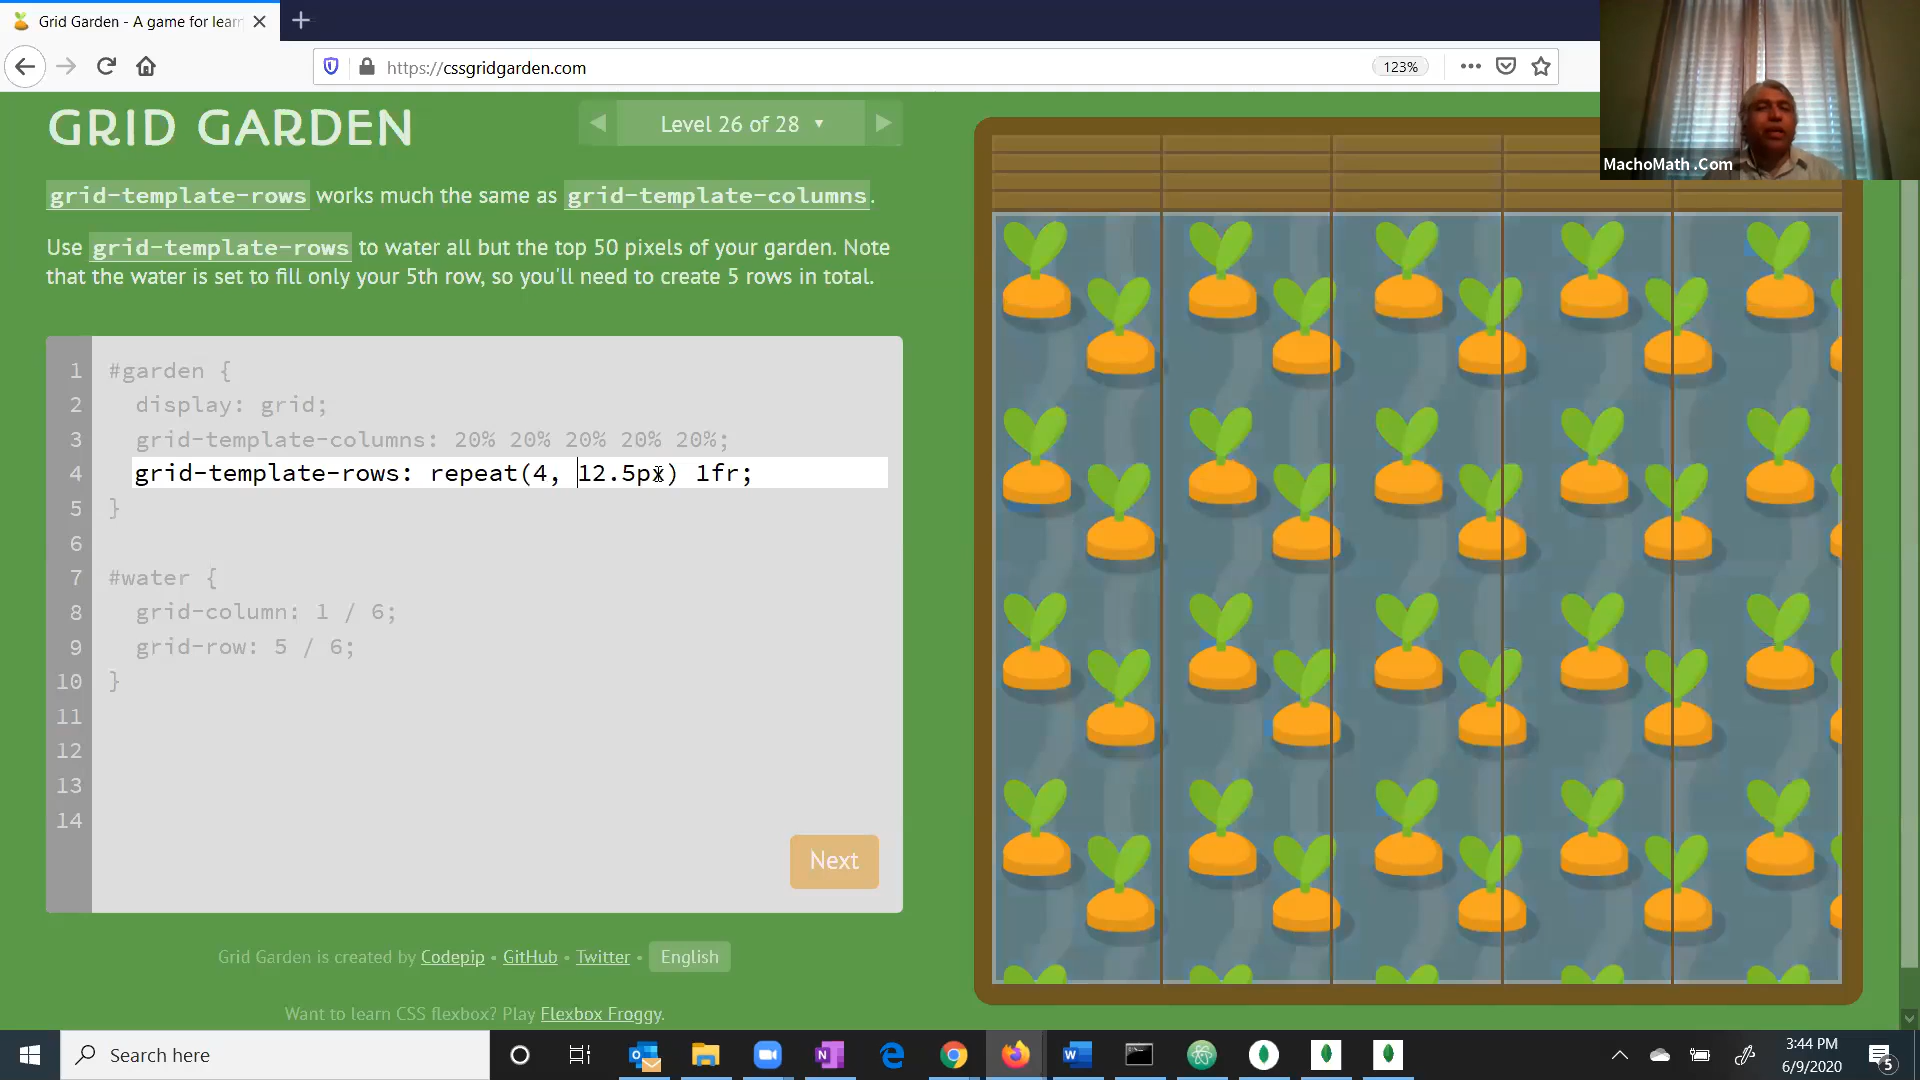 Grid Garden - A game for learn
https://cssgridgarden.com
123%
MachoMath .Com
GRID GARDEN
Level 26 of 28
grid-template-rows works much the same as grid-template-columns.
Use grid-template-rows to water all but the top 50 pixels of your garden. Note
that the water is set to fill only your 5th row, so you'll need to create 5 rows in total.
1 #garden {
2 display: grid;
3 grid-template-columns: 20% 20% 20% 20% 20%;
4 grid-template-rows: repeat(4, 12.5px) 1fr;
5 }
6
7 #water {
8 grid-column: 1 / 6;
9 grid-row: 5 / 6;
10 }
11
12
13
14
Next
Grid Garden is created by Codepip • GitHub • Twitter • English
Want to learn CSS flexbox? Play Flexbox Froggy.
Search here
3:44 PM
6/9/2020
5